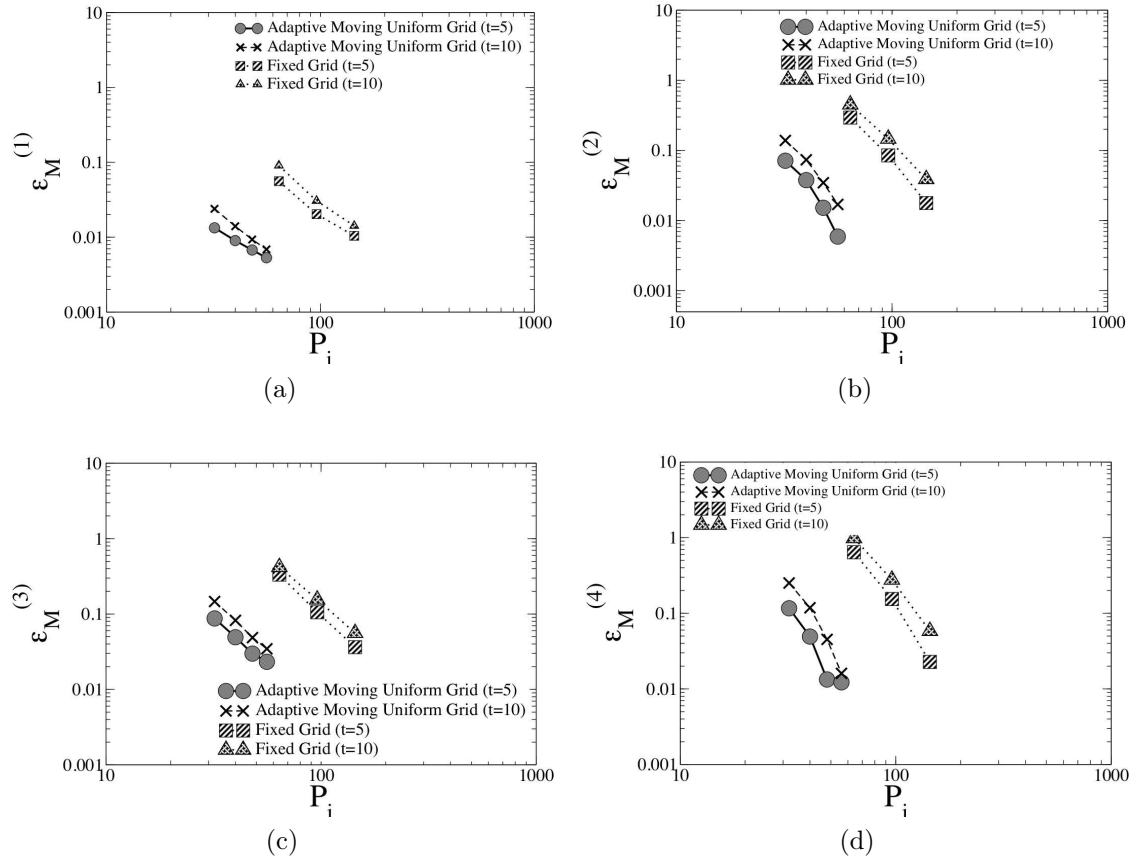 Adaptive Moving Uniform Grid (t=5)
Adaptive Moving Uniform Grid (t=10)
Fixed Grid (t=5)
Fixed Grid (t=10)
10
1
0.1
0.01
0.001
10
100
1000
ε_M^(1)
P_i
(a)
Adaptive Moving Uniform Grid (t=5)
Adaptive Moving Uniform Grid (t=10)
Fixed Grid (t=5)
Fixed Grid (t=10)
10
1
0.1
0.01
0.001
10
100
1000
ε_M^(2)
P_i
(b)
10
1
0.1
0.01
0.001
Adaptive Moving Uniform Grid (t=5)
Adaptive Moving Uniform Grid (t=10)
Fixed Grid (t=5)
Fixed Grid (t=10)
10
100
1000
ε_M^(3)
P_i
(c)
Adaptive Moving Uniform Grid (t=5)
Adaptive Moving Uniform Grid (t=10)
Fixed Grid (t=5)
Fixed Grid (t=10)
10
1
0.1
0.01
0.001
10
100
1000
ε_M^(4)
P_i
(d)